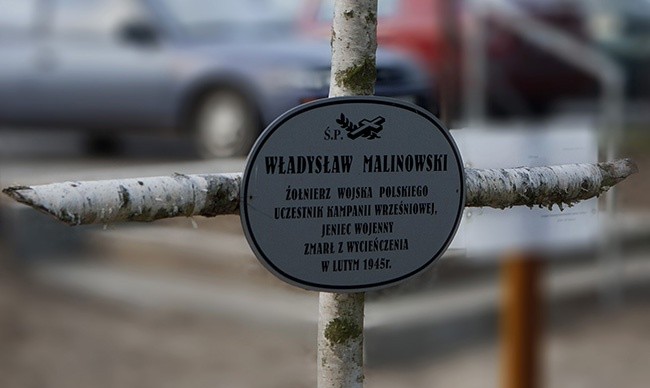 Ś.P.
WŁADYSŁAW MALINOWSKI
ŻOŁNIERZ WOJSKA POLSKIEGO
UCZESTNIK KAMPANII WRZEŚNIOWEJ,
JENIEC WOJENNY
ZMARŁ Z WYCIEŃCZENIA
W LUTYM 1945r.